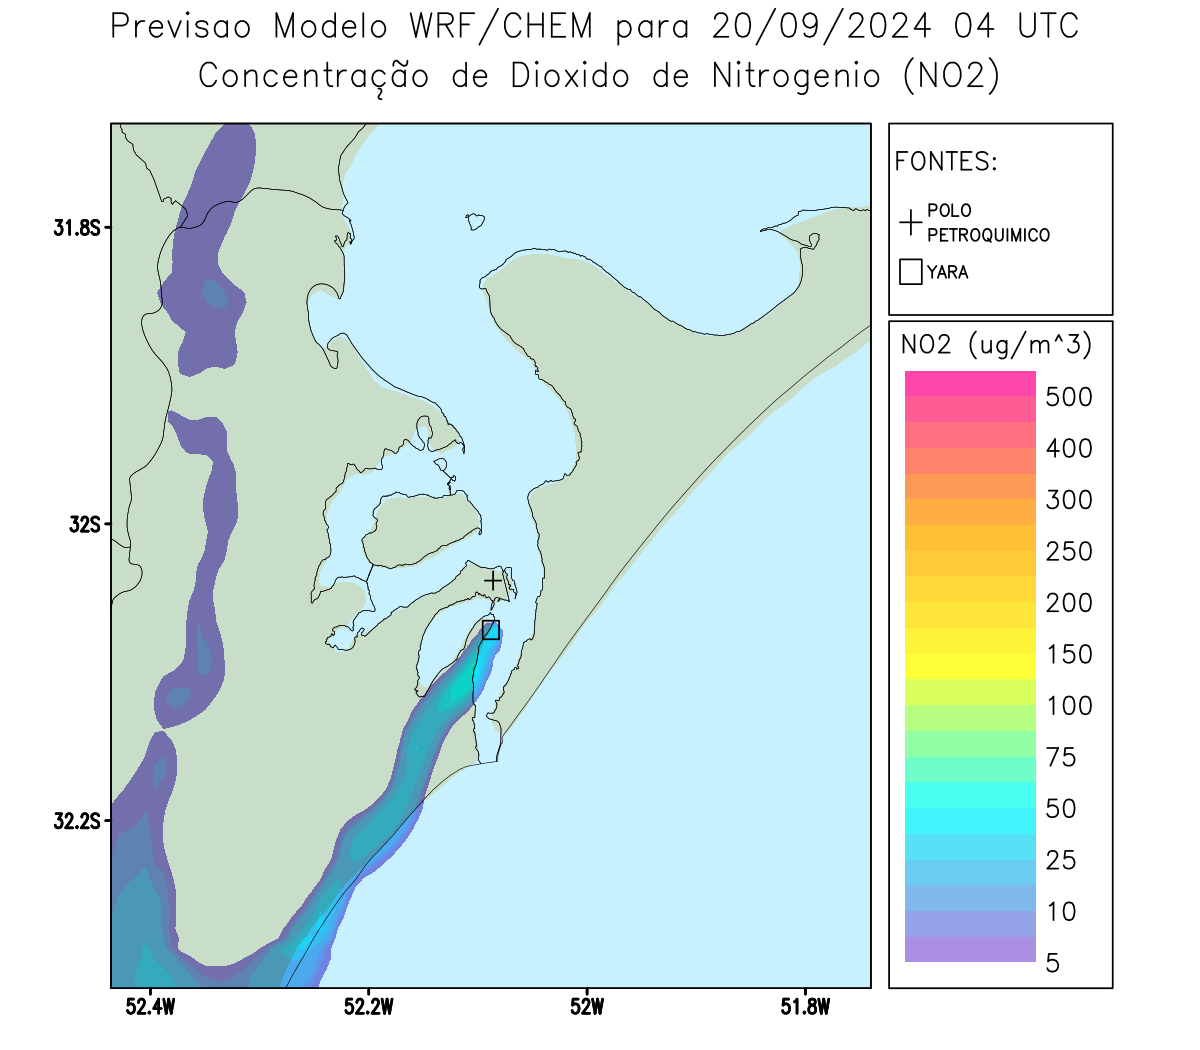 Previsao Modelo WRF/CHEM para 20/09/2024 04 UTC
Concentração de Dioxido de Nitrogenio (NO2)
FONTES:
POLO
PETROQUIMICO
YARA
NO2 (ug/m^3)
500
400
300
250
200
150
100
75
50
25
10
5
31.8S
32S
32.2S
52.4W
52.2W
52W
51.8W